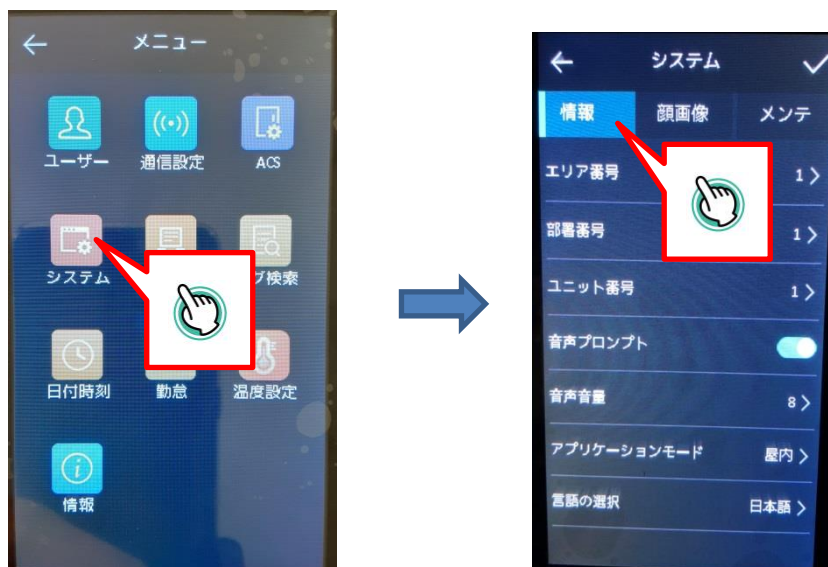 メニュー
ユーザー
通信設定
ACS
システム
グ検索
日付時刻
勤怠
温度設定
情報
システム
情報
顔画像
メンテ
エリア番号
1
部署番号
1
ユニット番号
1
音声プロンプト
音声音量
8
アプリケーションモード
屋内
言語の選択
日本語